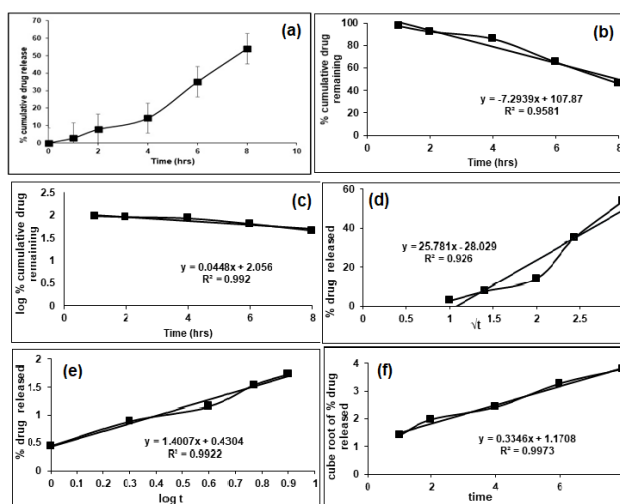 (a)
% cumulative drug release
60
50
40
30
20
10
0
0 2 4 6 8 10
Time (hrs)
(b)
% cumulative drug
remaining
100
80
60
40
20
0
y = -7.2939x + 107.87
R² = 0.9581
0 2 4 6 8
Time (hrs)
(c)
log % cumulative drug
remaining
2.5
2
1.5
1
0.5
0
y = 0.0448x + 2.056
R² = 0.992
0 2 4 6 8
Time (hrs)
(d)
% drug released
60
40
20
0
y = 25.781x - 28.029
R² = 0.926
0 0.5 1 1.5 2 2.5
√t
(e)
% drug released
2
1.5
1
0.5
0
y = 1.4007x + 0.4304
R² = 0.9922
0 0.1 0.2 0.3 0.4 0.5 0.6 0.7 0.8 0.9 1
log t
(f)
cube root of % drug
released
4
2
0
y = 0.3346x + 1.1708
R² = 0.9973
0 2 4 6
time